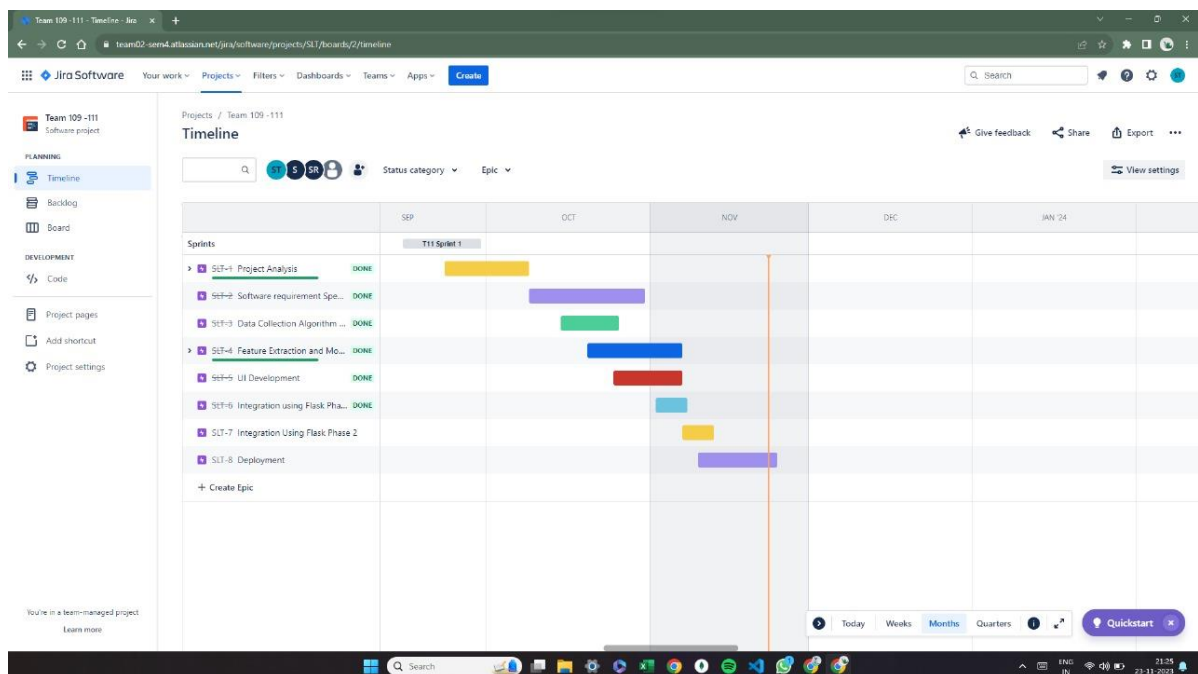 Team 109 -111 - Timeline - Jira
team02-sem4.atlassian.net/jira/software/projects/SLT/boards/2/timeline
Jira Software Your work Projects Filters Dashboards Teams Apps Create Search
Team 109 -111
Software project
PLANNING
Timeline
Backlog
Board
DEVELOPMENT
Code
Project pages
Add shortcut
Project settings
You're in a team-managed project
Learn more
Projects / Team 109 -111
Timeline
Give feedback Share Export
ST S SR Status category Epic View settings
SEP OCT NOV DEC JAN '24
Sprints T11 Sprint 1
SLT-1 Project Analysis DONE
SLT-2 Software requirement Spe... DONE
SLT-3 Data Collection Algorithm ... DONE
SLT-4 Feature Extraction and Mo... DONE
SLT-5 UI Development DONE
SLT-6 Integration using Flask Pha... DONE
SLT-7 Integration Using Flask Phase 2
SLT-8 Deployment
+ Create Epic
Today Weeks Months Quarters Quickstart
Search
ENG
IN
21:25
23-11-2023